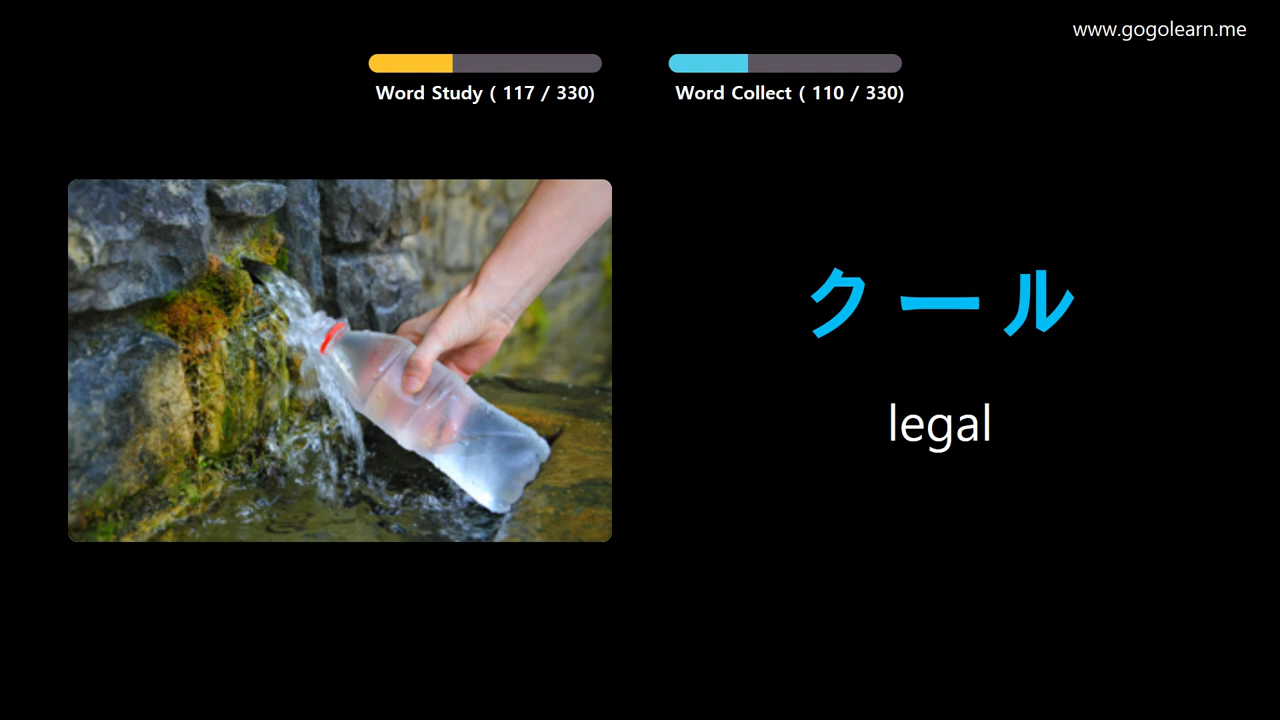 www.gogolearn.me
Word Study ( 117 / 330)
Word Collect ( 110 / 330)
クール
legal